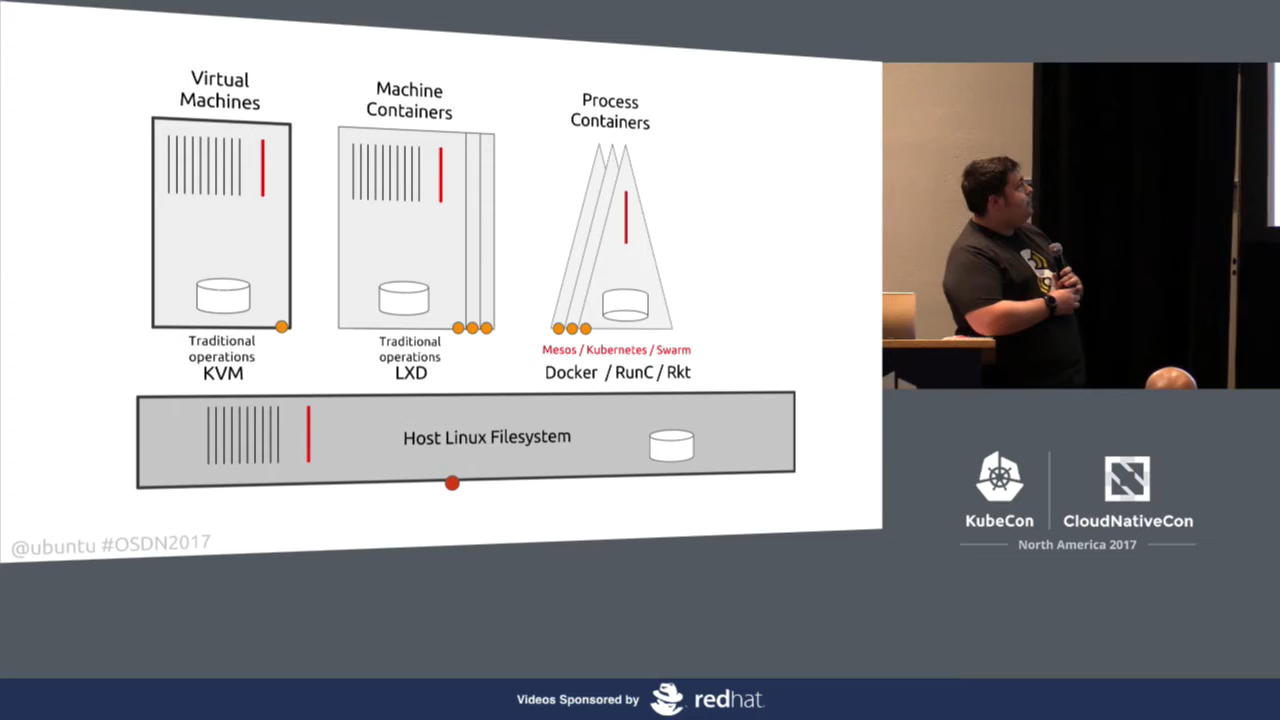 Virtual
Machines
Machine
Containers
Process
Containers
Traditional
operations
KVM
Traditional
operations
LXD
Mesos / Kubernetes / Swarm
Docker / RunC / Rkt
Host Linux Filesystem
@ubuntu #OSDN2017
KubeCon
CloudNativeCon
North America 2017
Videos Sponsored by
redhat.